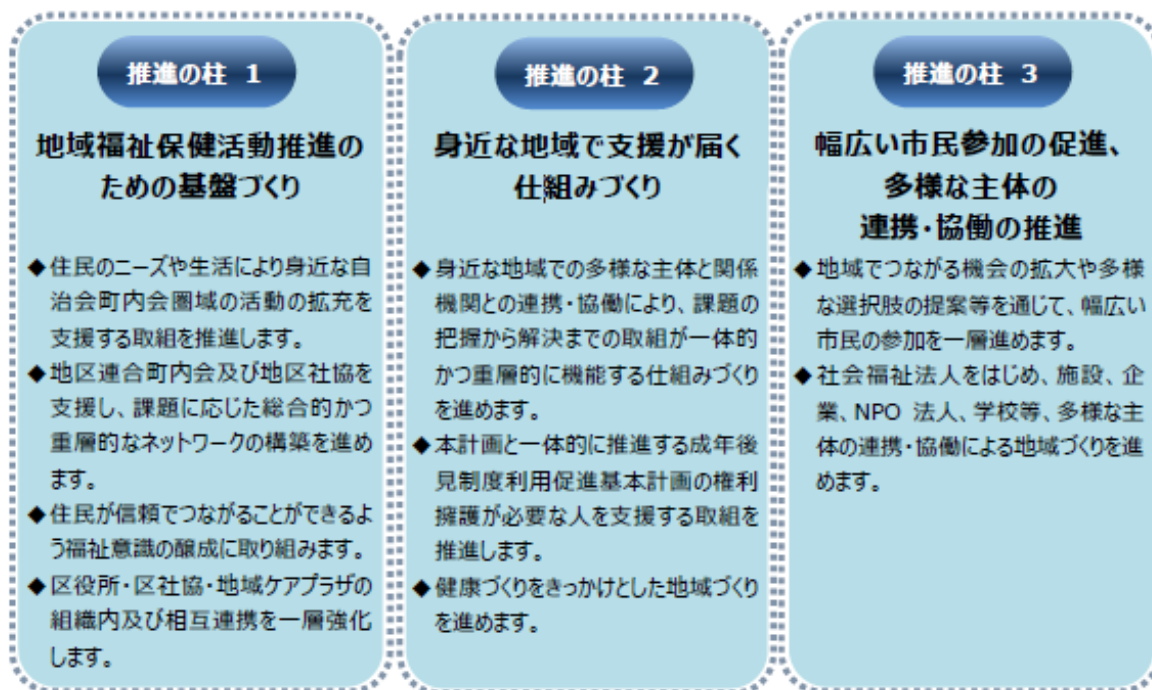 推進の柱 1
地域福祉保健活動推進の
ための基盤づくり
◆住民のニーズや生活により身近な自
治会町内会圏域の活動の拡充を
支援する取組を推進します。
◆地区連合町内会及び地区社協を
支援し、課題に応じた総合的かつ
重層的なネットワークの構築を進め
ます。
◆住民が信頼でつながることができるよ
う福祉意識の醸成に取り組みます。
◆区役所・区社協・地域ケアプラザの
組織内及び相互連携を一層強化
します。
推進の柱 2
身近な地域で支援が届く
仕組みづくり
◆身近な地域での多様な主体と関係
機関との連携・協働により、課題の
把握から解決までの取組が一体的
かつ重層的に機能する仕組みづくり
を進めます。
◆本計画と一体的に推進する成年後
見制度利用促進基本計画の権利
擁護が必要な人を支援する取組を
推進します。
◆健康づくりをきっかけとした地域づくり
を進めます。
推進の柱 3
幅広い市民参加の促進、
多様な主体の
連携・協働の推進
◆地域でつながる機会の拡大や多様
な選択肢の提案等を通じて、幅広い
市民の参加を一層進めます。
◆社会福祉法人をはじめ、施設、企
業、NPO 法人、学校等、多様な主
体の連携・協働による地域づくりを進
めます。